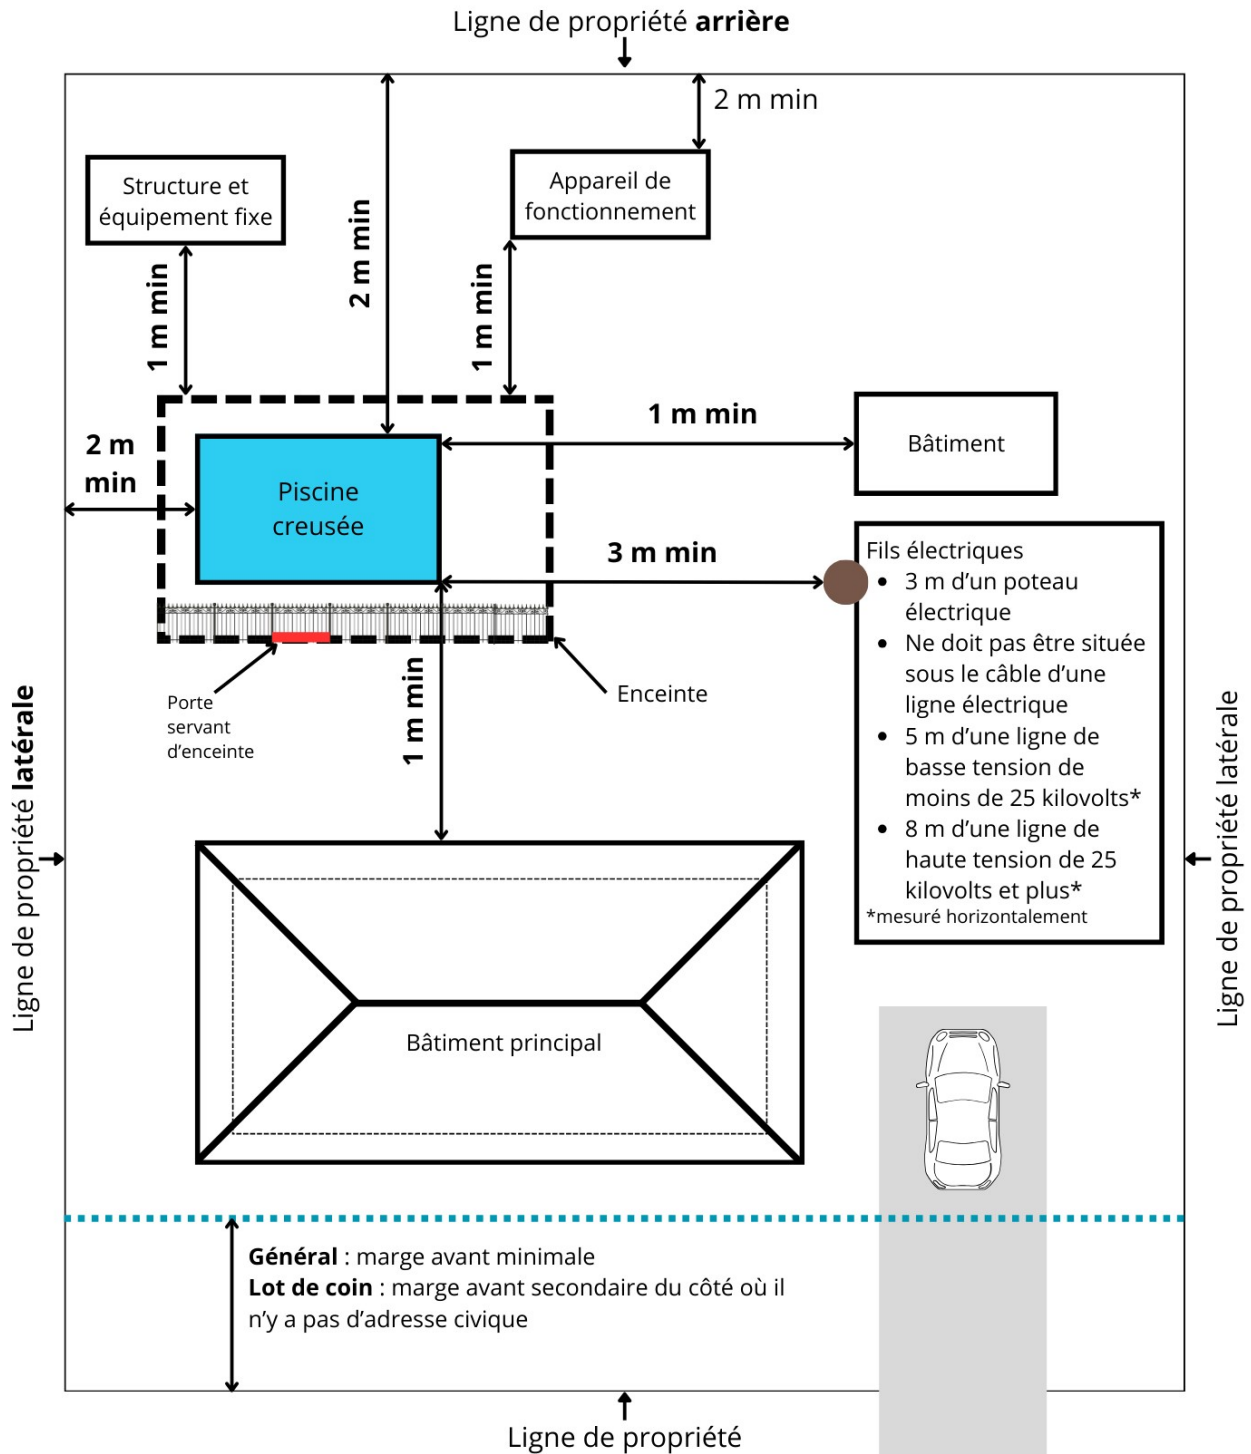 Ligne de propriété arrière
2 m min
Structure et
équipement fixe
Appareil de
fonctionnement
1 m min
2 m min
1 m min
2 m
min
1 m min
Bâtiment
Piscine
creusée
3 m min
Fils électriques
• 3 m d’un poteau
électrique
• Ne doit pas être située
sous le câble d’une
ligne électrique
• 5 m d’une ligne de
basse tension de
moins de 25 kilovolts*
• 8 m d’une ligne de
haute tension de 25
kilovolts et plus*
*mesuré horizontalement
Porte
servant
d’enceinte
Enceinte
1 m min
Ligne de propriété latérale
Ligne de propriété latérale
Bâtiment principal
Général : marge avant minimale
Lot de coin : marge avant secondaire du côté où il
n’y a pas d’adresse civique
Ligne de propriété